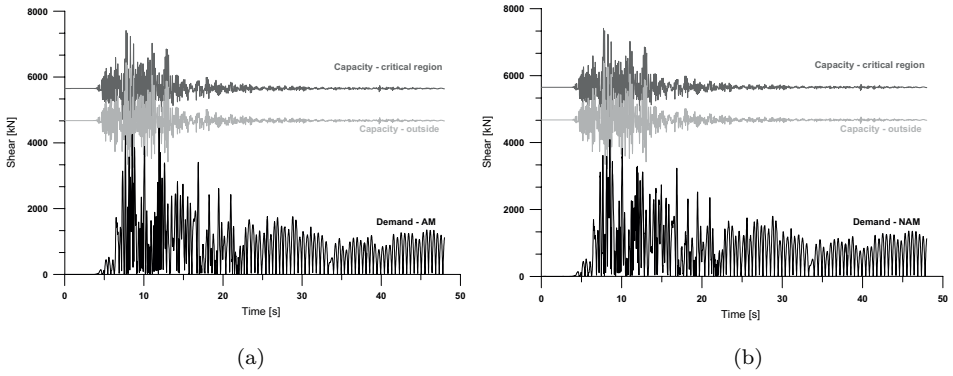 8000
6000
4000
2000
0
Shear [kN]
Capacity - critical region
Capacity - outside
Demand - AM
0 10 20 30 40 50
Time [s]
(a)
8000
6000
4000
2000
0
Shear [kN]
Capacity - critical region
Capacity - outside
Demand - NAM
0 10 20 30 40 50
Time [s]
(b)